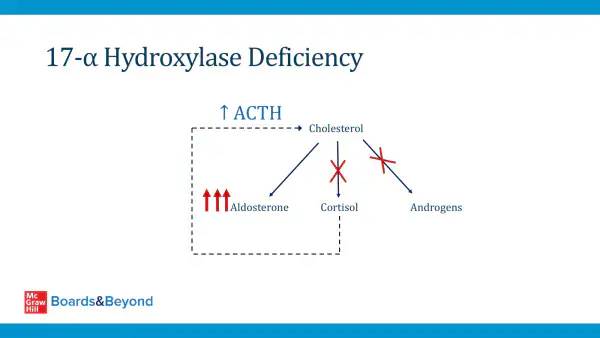 17-α Hydroxylase Deficiency
↑ ACTH
Cholesterol
Aldosterone
Cortisol
Androgens
Mc
Graw
Hill
Boards&Beyond